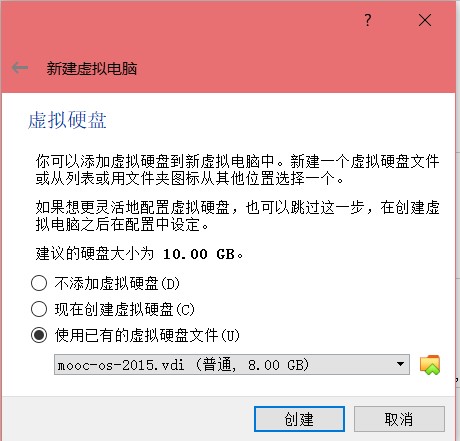 ?
新建虚拟电脑
虚拟硬盘
你可以添加虚拟硬盘到新虚拟电脑中。新建一个虚拟硬盘文件
或从列表或用文件夹图标从其他位置选择一个。
如果想更灵活地配置虚拟硬盘，也可以跳过这一步，在创建虚
拟电脑之后在配置中设定。
建议的硬盘大小为 10.00 GB。
不添加虚拟硬盘(D)
现在创建虚拟硬盘(C)
使用已有的虚拟硬盘文件(U)
mooc-os-2015.vdi (普通, 8.00 GB)
创建
取消